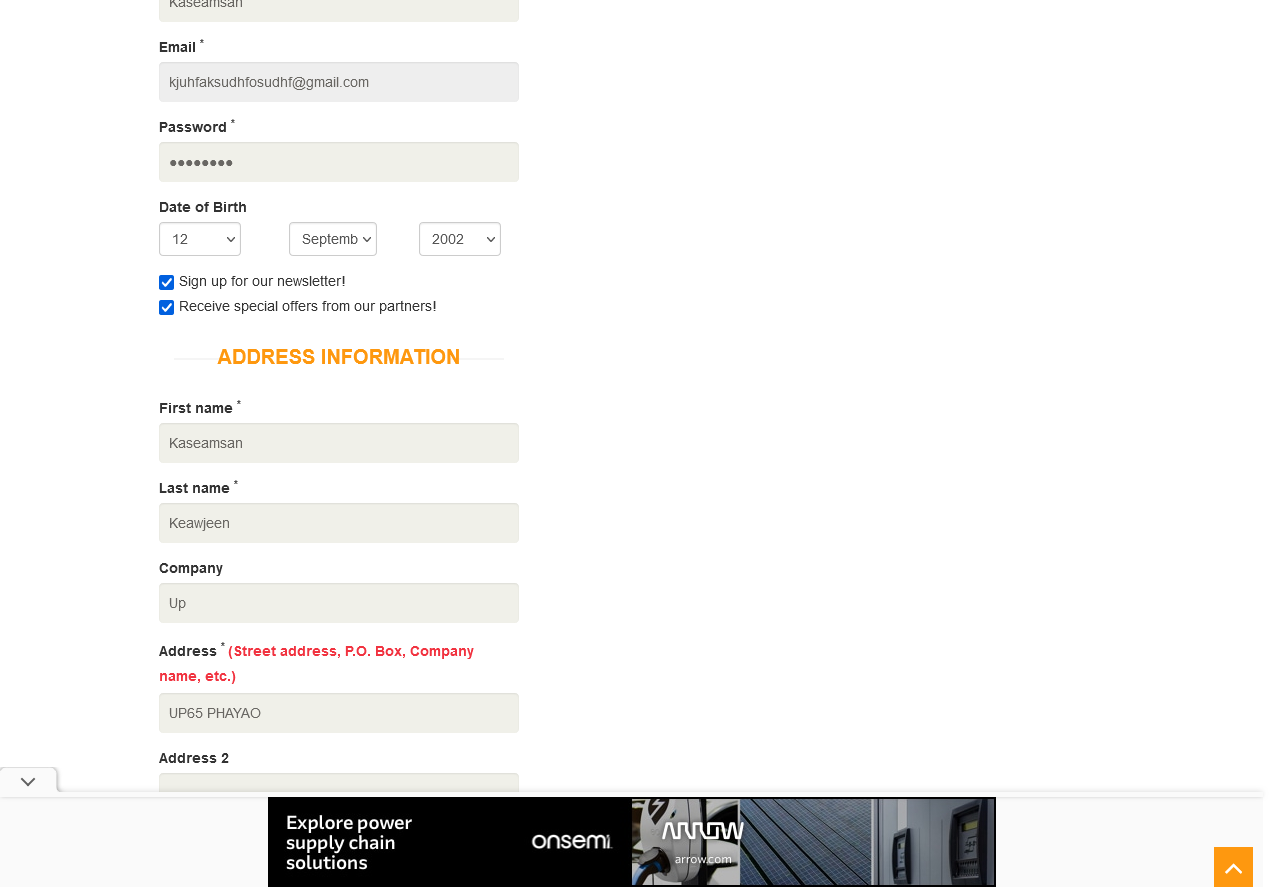 Kaseamsan
Email *
kjuhfaksudhfosudhf@gmail.com
Password *
●●●●●●●●
Date of Birth
12 Septemb 2002
Sign up for our newsletter!
Receive special offers from our partners!
ADDRESS INFORMATION
First name *
Kaseamsan
Last name *
Keawjeen
Company
Up
Address * (Street address, P.O. Box, Company
name, etc.)
UP65 PHAYAO
Address 2
Explore power
supply chain
solutions
onsemi
ARROW
arrow.com